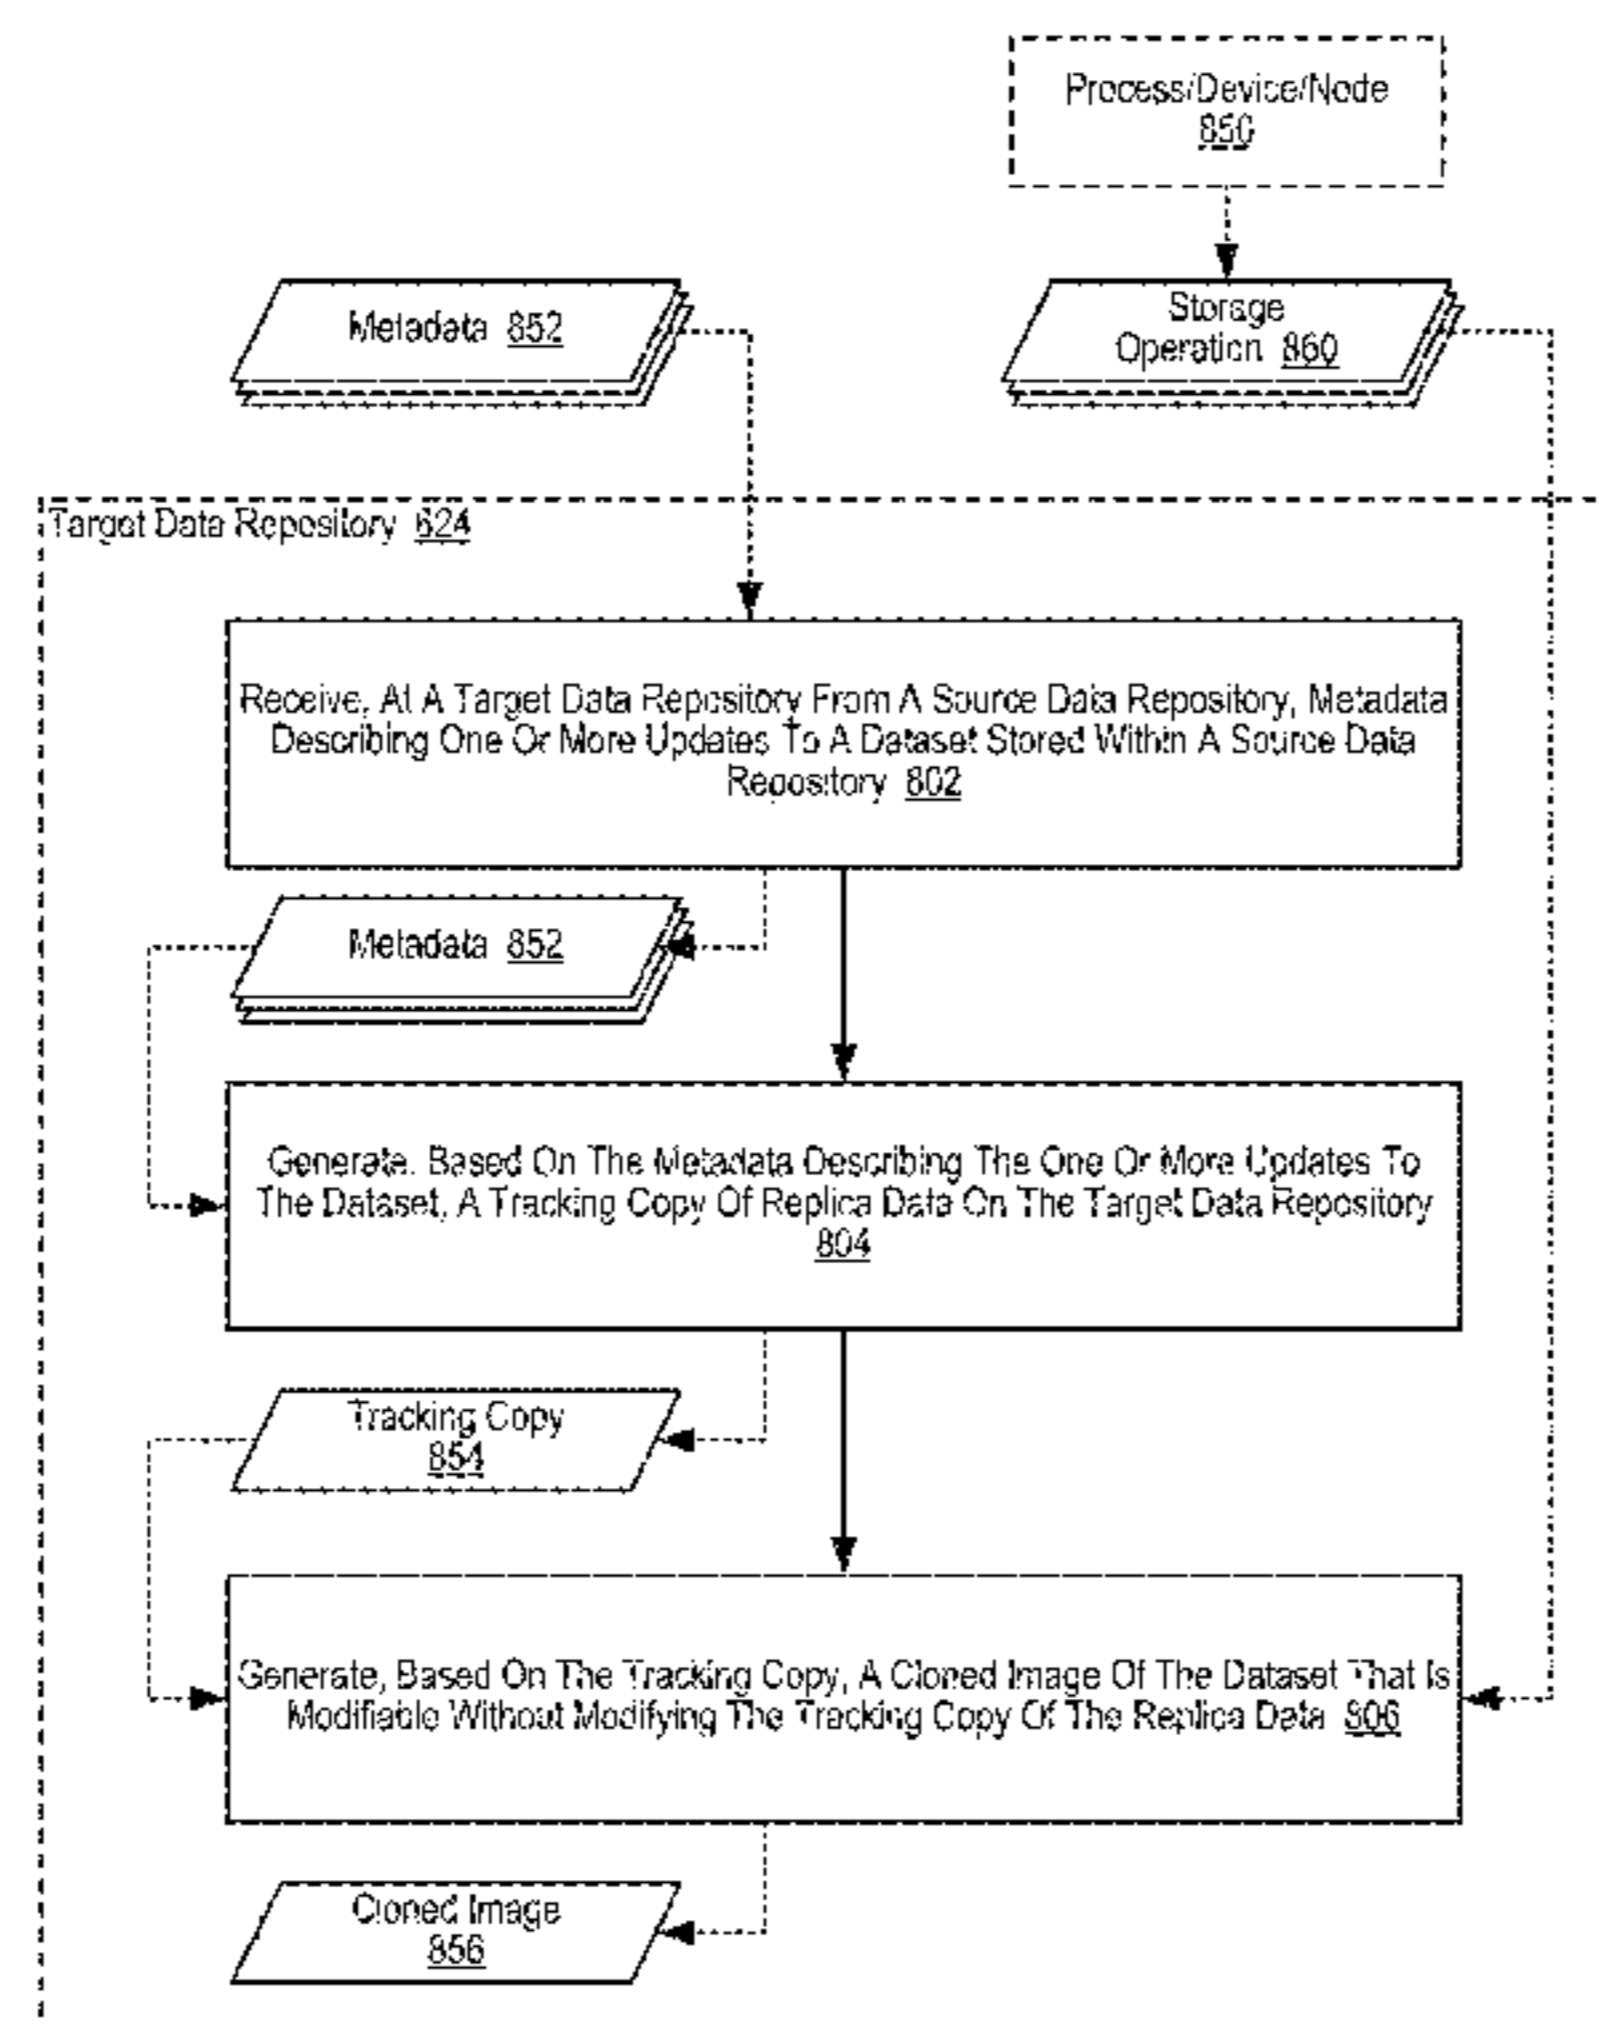 Process/Device/Node
850
Metadata 852
Storage
Operation 860
Target Data Repository 624
Receive, At A Target Data Repository From A Source Data Repository, Metadata
Describing One Or More Updates To A Dataset Stored Within A Source Data
Repository 802
Metadata 852
Generate, Based On The Metadata Describing The One Or More Updates To
The Dataset, A Tracking Copy Of Replica Data On The Target Data Repository
804
Tracking Copy
854
Generate, Based On The Tracking Copy, A Cloned Image Of The Dataset That Is
Modifiable Without Modifying The Tracking Copy Of The Replica Data 806
Cloned Image
856